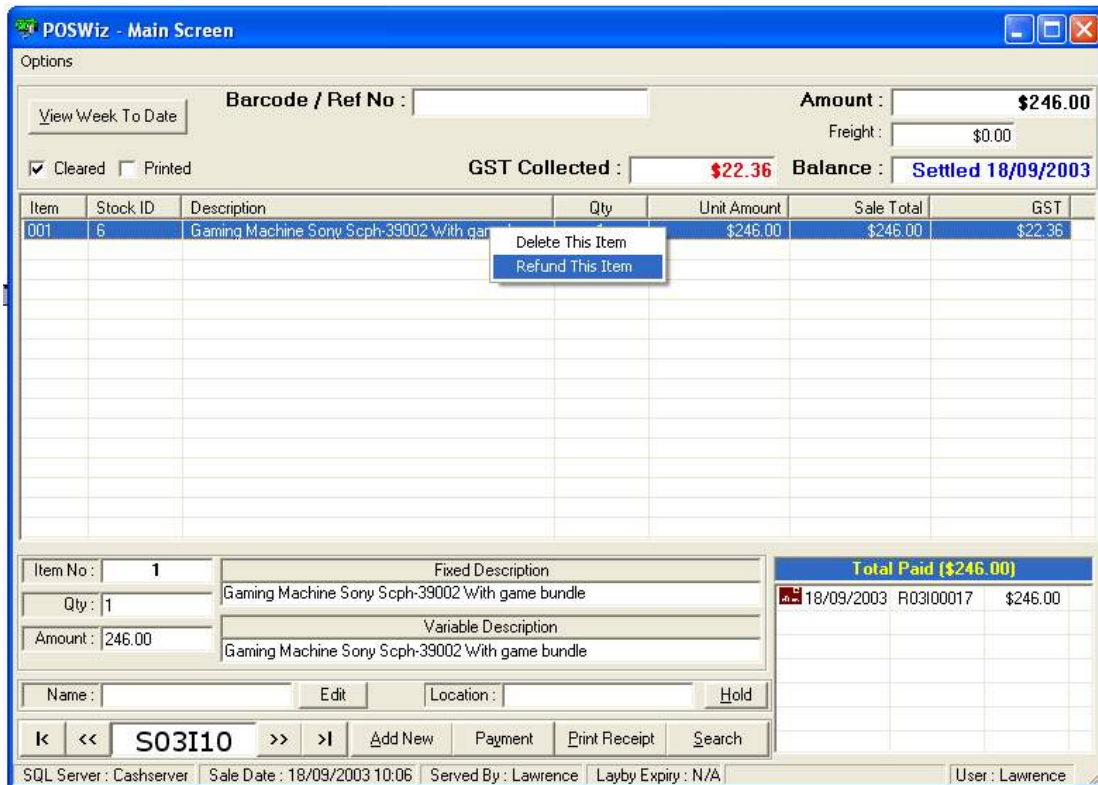 POSWiz - Main Screen
Options
View Week To Date
Barcode / Ref No :
Amount : $246.00
Freight : $0.00
Cleared Printed
GST Collected : $22.36
Balance : Settled 18/09/2003
Item Stock ID Description Qty Unit Amount Sale Total GST
001 6 Gaming Machine Sony Scph-39002 With $246.00 $246.00 $22.36
Delete This Item
Refund This Item
Item No : 1
Qty : 1
Amount : 246.00
Fixed Description
Gaming Machine Sony Scph-39002 With game bundle
Variable Description
Gaming Machine Sony Scph-39002 With game bundle
Total Paid ($246.00)
18/09/2003 R03I00017 $246.00
Name : Edit Location : Hold
|< << S03I10 >> >| Add New Payment Print Receipt Search
SQL Server : Cashserver Sale Date : 18/09/2003 10:06 Served By : Lawrence Layby Expiry : N/A User : Lawrence